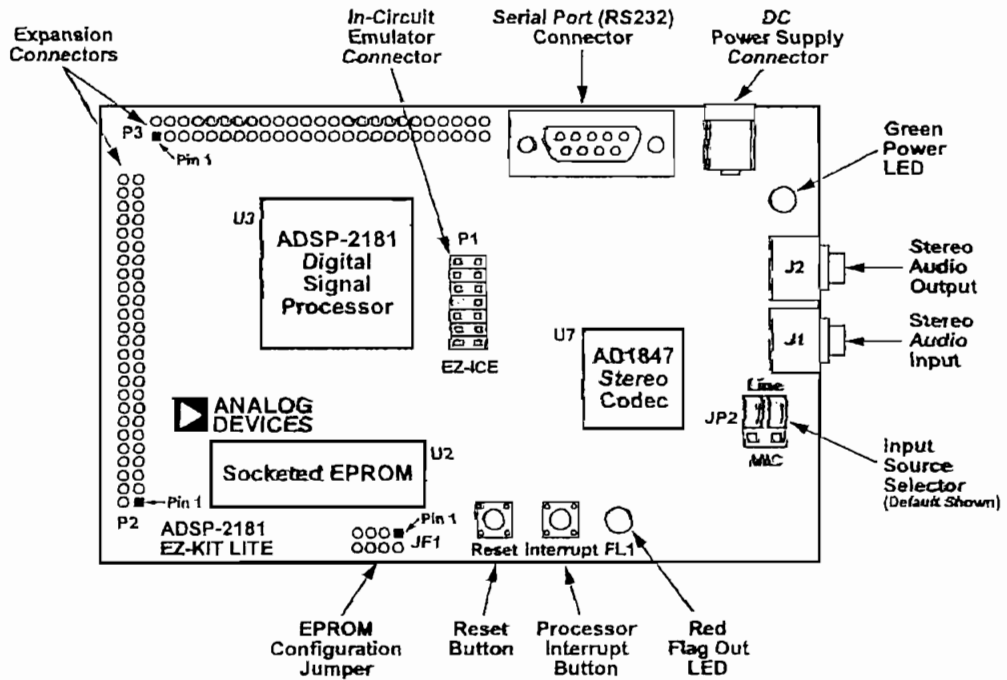 Expansion
Connectors
In-Circuit
Emulator
Connector
Serial Port (RS232)
Connector
DC
Power Supply
Connector
P3
Pin 1
Green
Power
LED
U3
ADSP-2181
Digital
Signal
Processor
P1
EZ-ICE
J2
Stereo
Audio
Output
J1
Stereo
Audio
Input
U7
AD1847
Stereo
Codec
Line
JP2
MIC
Input
Source
Selector
(Default Shown)
ANALOG
DEVICES
U2
Socketed EPROM
Pin 1
P2
ADSP-2181
EZ-KIT LITE
Pin 1
JF1
Reset
Interrupt
FL1
EPROM
Configuration
Jumper
Reset
Button
Processor
Interrupt
Button
Red
Flag Out
LED